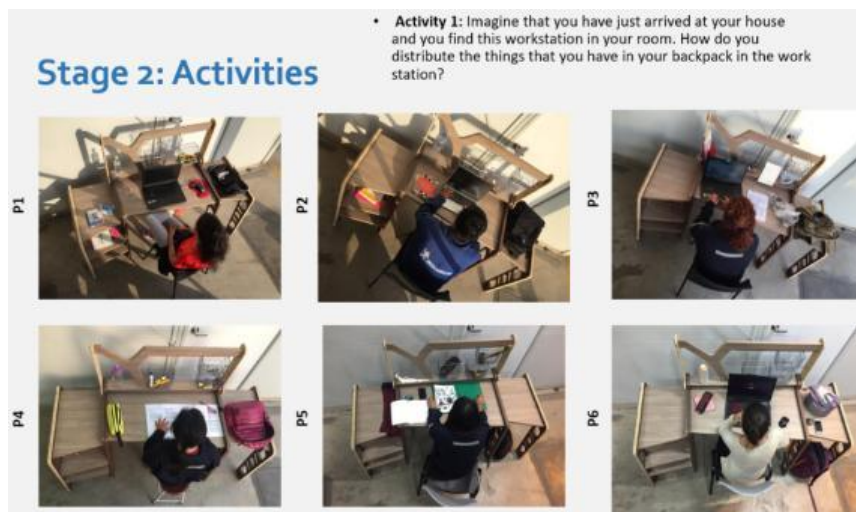 • Activity 1: Imagine that you have just arrived at your house
and you find this workstation in your room. How do you
distribute the things that you have in your backpack in the work
station?
Stage 2: Activities
P1
P2
P3
P4
P5
P6